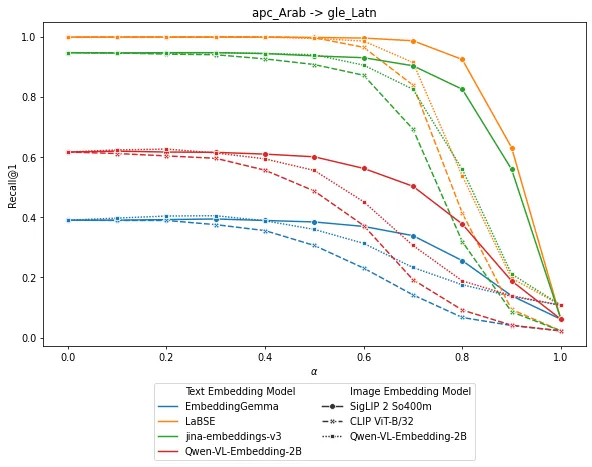 apc_Arab -> gle_Latn
1.0
0.8
0.6
0.4
0.2
0.0
Recall@1
0.0 0.2 0.4 0.6 0.8 1.0
α
Text Embedding Model
EmbeddingGemma
LaBSE
jina-embeddings-v3
Qwen-VL-Embedding-2B
Image Embedding Model
SigLIP 2 So400m
CLIP ViT-B/32
Qwen-VL-Embedding-2B